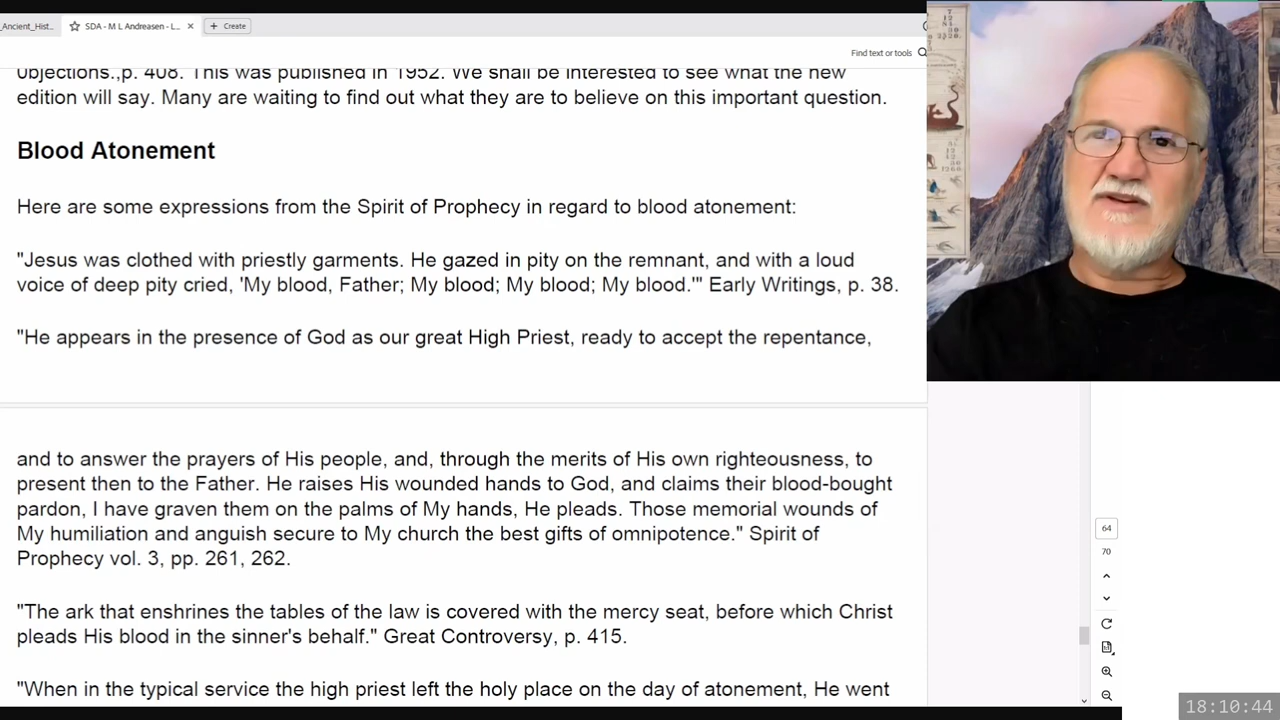 _Ancient_Hist...
SDA - M L Andreasen - L...
Create
Find text or tools
Objections.,p. 408. This was published in 1952. We shall be interested to see what the new
edition will say. Many are waiting to find out what they are to believe on this important question.
Blood Atonement
Here are some expressions from the Spirit of Prophecy in regard to blood atonement:
"Jesus was clothed with priestly garments. He gazed in pity on the remnant, and with a loud
voice of deep pity cried, 'My blood, Father; My blood; My blood; My blood.'" Early Writings, p. 38.
"He appears in the presence of God as our great High Priest, ready to accept the repentance,
and to answer the prayers of His people, and, through the merits of His own righteousness, to
present then to the Father. He raises His wounded hands to God, and claims their blood-bought
pardon, I have graven them on the palms of My hands, He pleads. Those memorial wounds of
My humiliation and anguish secure to My church the best gifts of omnipotence." Spirit of
Prophecy vol. 3, pp. 261, 262.
"The ark that enshrines the tables of the law is covered with the mercy seat, before which Christ
pleads His blood in the sinner's behalf." Great Controversy, p. 415.
"When in the typical service the high priest left the holy place on the day of atonement, He went
64
70
18:10:44